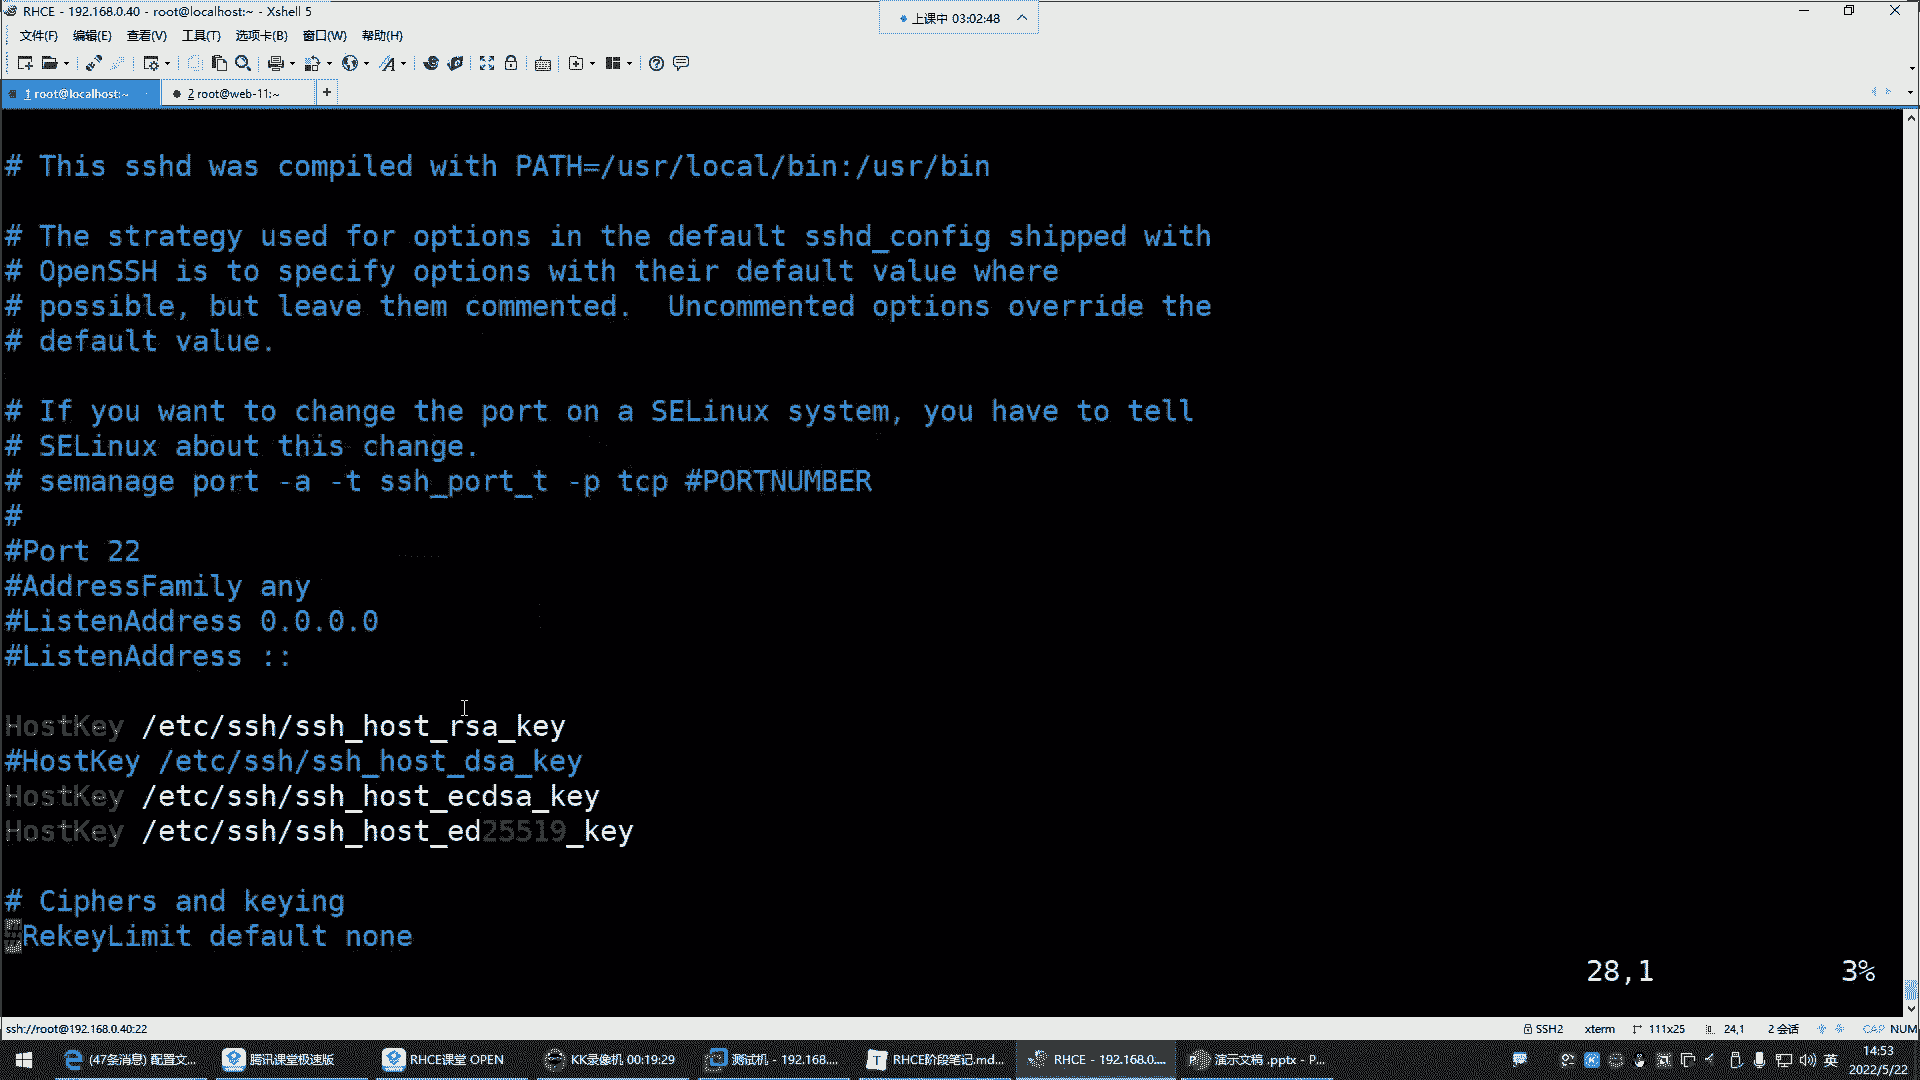 RHCE - 192.168.0.40 - root@localhost:~ - Xshell 5
上课中 03:02:48
文件(F) 编辑(E) 查看(V) 工具(T) 选项卡(B) 窗口(W) 帮助(H)
1 root@localhost:~
2 root@web-11:~
+
# This sshd was compiled with PATH=/usr/local/bin:/usr/bin
# The strategy used for options in the default sshd_config shipped with
# OpenSSH is to specify options with their default value where
# possible, but leave them commented.  Uncommented options override the
# default value.
# If you want to change the port on a SELinux system, you have to tell
# SELinux about this change.
# semanage port -a -t ssh_port_t -p tcp #PORTNUMBER
#
#Port 22
#AddressFamily any
#ListenAddress 0.0.0.0
#ListenAddress ::
HostKey /etc/ssh/ssh_host_rsa_key
#HostKey /etc/ssh/ssh_host_dsa_key
HostKey /etc/ssh/ssh_host_ecdsa_key
HostKey /etc/ssh/ssh_host_ed25519_key
# Ciphers and keying
#RekeyLimit default none
28,1 3%
ssh://root@192.168.0.40:22
SSH2 xterm 111x25 24,1 2 会话 CAP NUM
(47条消息) 配置文...
腾讯课堂极速版
RHCE课堂 OPEN
KK录像机 00:19:29
测试机 - 192.168....
RHCE阶段笔记.md...
RHCE - 192.168.0....
演示文稿 .pptx - P...
英
14:53
2022/5/22